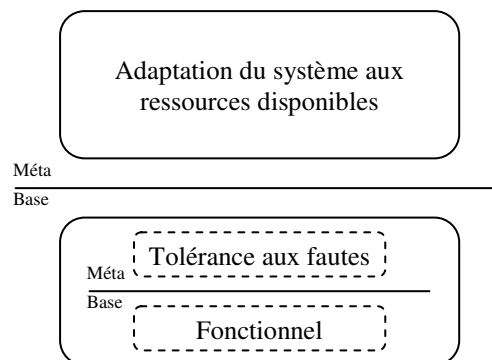 Adaptation du système aux
ressources disponibles
Méta
Base
Tolérance aux fautes
Méta
Base
Fonctionnel